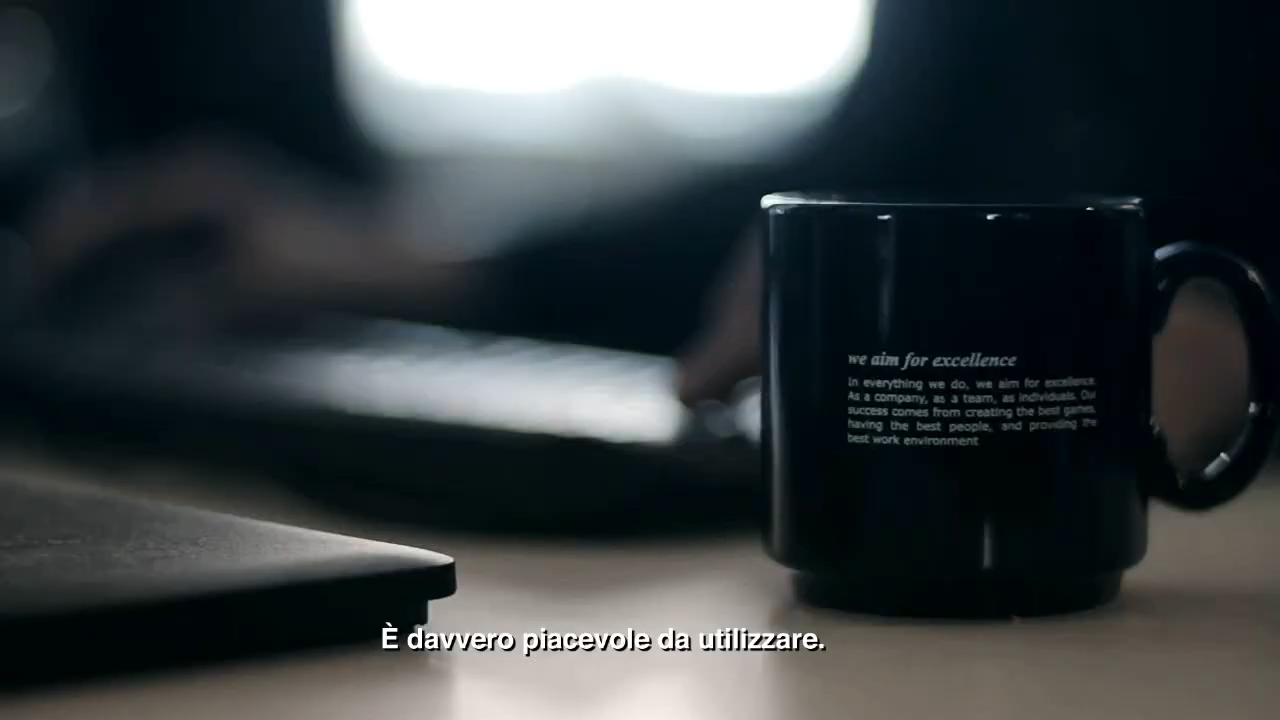 we aim for excellence
In everything we do, we aim for excellence.
As a company, as a team, as individuals. Our
success comes from creating the best games,
having the best people, and providing the
best work environment
È davvero piacevole da utilizzare.